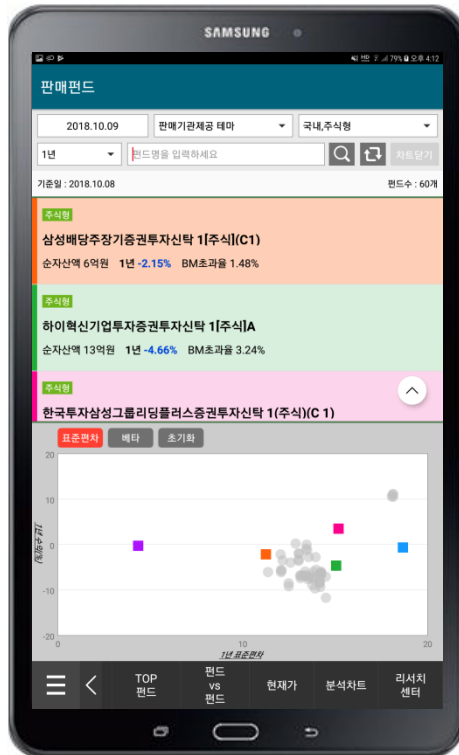 SAMSUNG
79% 오후 4:12
판매펀드
2018.10.09 판매기관제공 테마 국내,주식형
1년 펀드명을 입력하세요 차트닫기
기준일 : 2018.10.08 펀드수 : 60개
주식형
삼성배당주장기증권투자신탁 1[주식](C1)
순자산액 6억원 1년 -2.15% BM초과율 1.48%
주식형
하이혁신기업투자증권투자신탁 1[주식]A
순자산액 13억원 1년 -4.66% BM초과율 3.24%
주식형
한국투자삼성그룹리딩플러스증권투자신탁 1(주식)(C 1)
표준편차 베타 초기화
20
10
0
-10
-20
1년 수익률(%)
0 10 20
1년 표준편차
TOP
펀드
펀드
vs
펀드
현재가
분석차트
리서치
센터